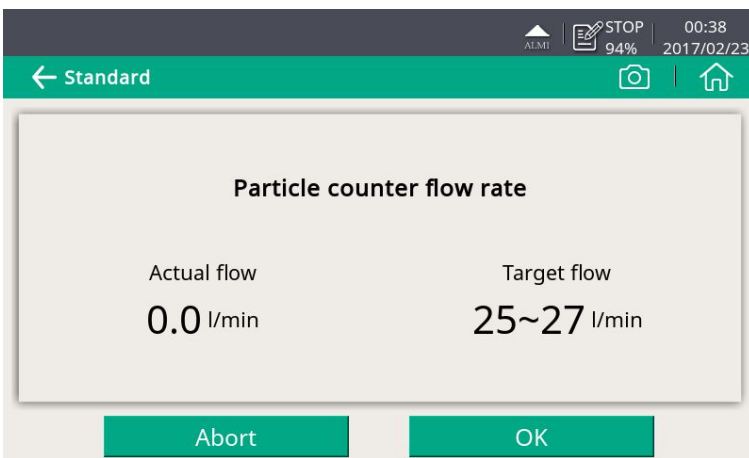 STOP 00:38
ALMI 94% 2017/02/23
Standard
Particle counter flow rate
Actual flow Target flow
0.0 l/min 25~27 l/min
Abort OK